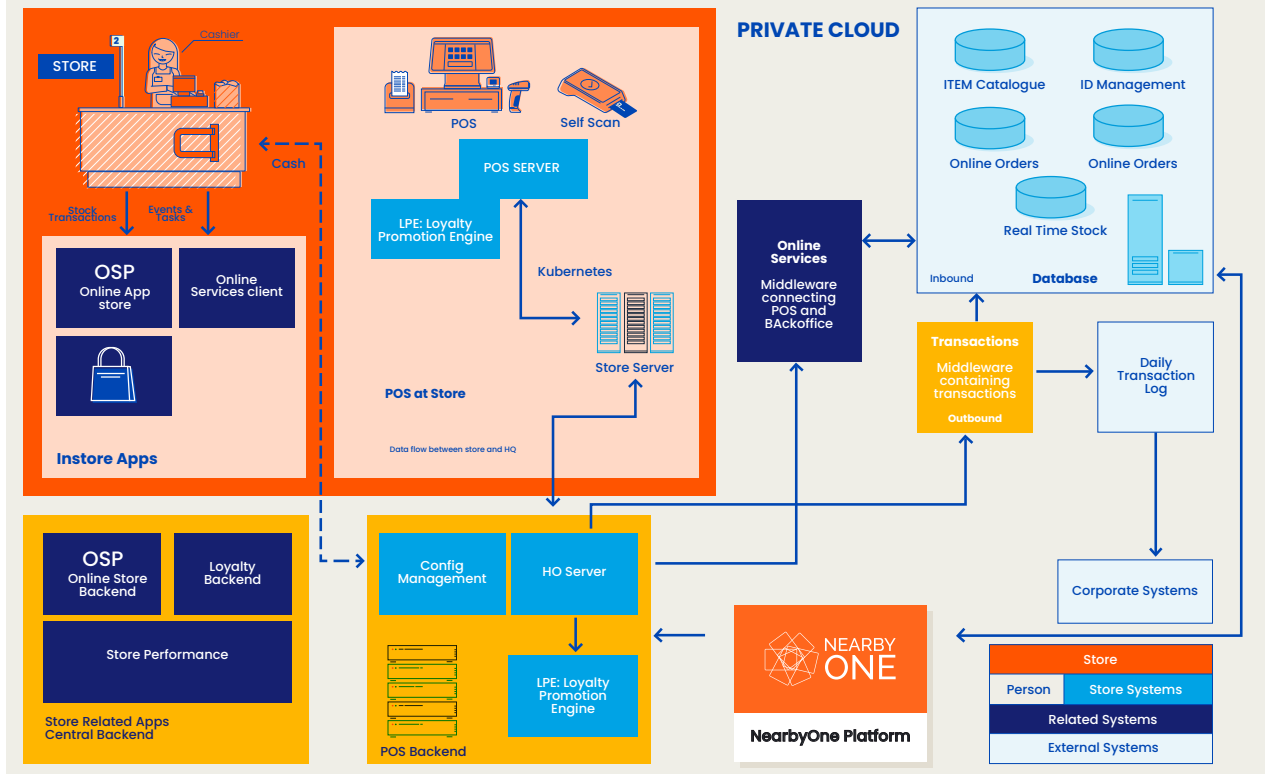 PRIVATE CLOUD
2
Cashier
STORE
Cash
Stock
Transactions
Events &
Tasks
OSP
Online App
store
Online
Services client
Instore Apps
POS
Self Scan
POS SERVER
LPE: Loyalty
Promotion Engine
Kubernetes
Store Server
POS at Store
Data flow between store and HQ
ITEM Catalogue
ID Management
Online Orders
Online Orders
Real Time Stock
Inbound
Database
Online
Services
Middleware
connecting
POS and
BAckoffice
Transactions
Middleware
containing
transactions
Outbound
Daily
Transaction
Log
Corporate Systems
OSP
Online Store
Backend
Loyalty
Backend
Store Performance
Store Related Apps
Central Backend
Config
Management
HO Server
LPE: Loyalty
Promotion
Engine
POS Backend
NEARBY
ONE
NearbyOne Platform
Store
Person
Store Systems
Related Systems
External Systems